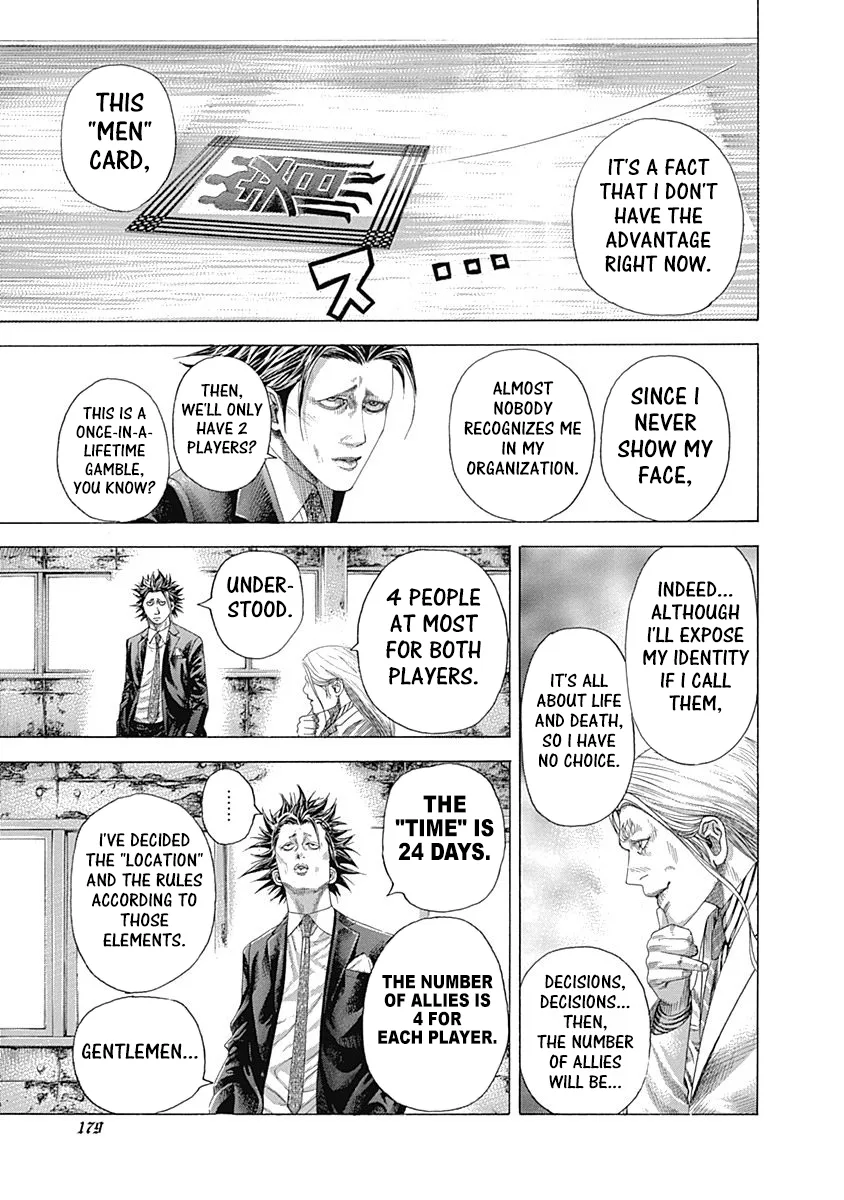 IT'S A FACT
THAT I DON'T
HAVE THE
ADVANTAGE
RIGHT NOW.
THIS
"MEN"
CARD,
ス...
SINCE I
NEVER
SHOW MY
FACE,
ALMOST
NOBODY
RECOGNIZES ME
IN MY
ORGANIZATION.
THEN,
WE'LL ONLY
HAVE 2
PLAYERS?
THIS IS A
ONCE-IN-A-
LIFETIME
GAMBLE,
YOU KNOW?
INDEED...
ALTHOUGH
I'LL EXPOSE
MY IDENTITY
IF I CALL
THEM,
IT'S ALL
ABOUT LIFE
AND DEATH,
SO I HAVE
NO CHOICE.
DECISIONS,
DECISIONS...
THEN,
THE NUMBER
OF ALLIES
WILL BE...
4 PEOPLE
AT MOST
FOR BOTH
PLAYERS.
UNDER-
STOOD.
THE
"TIME" IS
24 DAYS.
THE NUMBER
OF ALLIES IS
4 FOR
EACH PLAYER.
......
I'VE DECIDED
THE "LOCATION"
AND THE RULES
ACCORDING TO
THOSE
ELEMENTS.
GENTLEMEN...
179